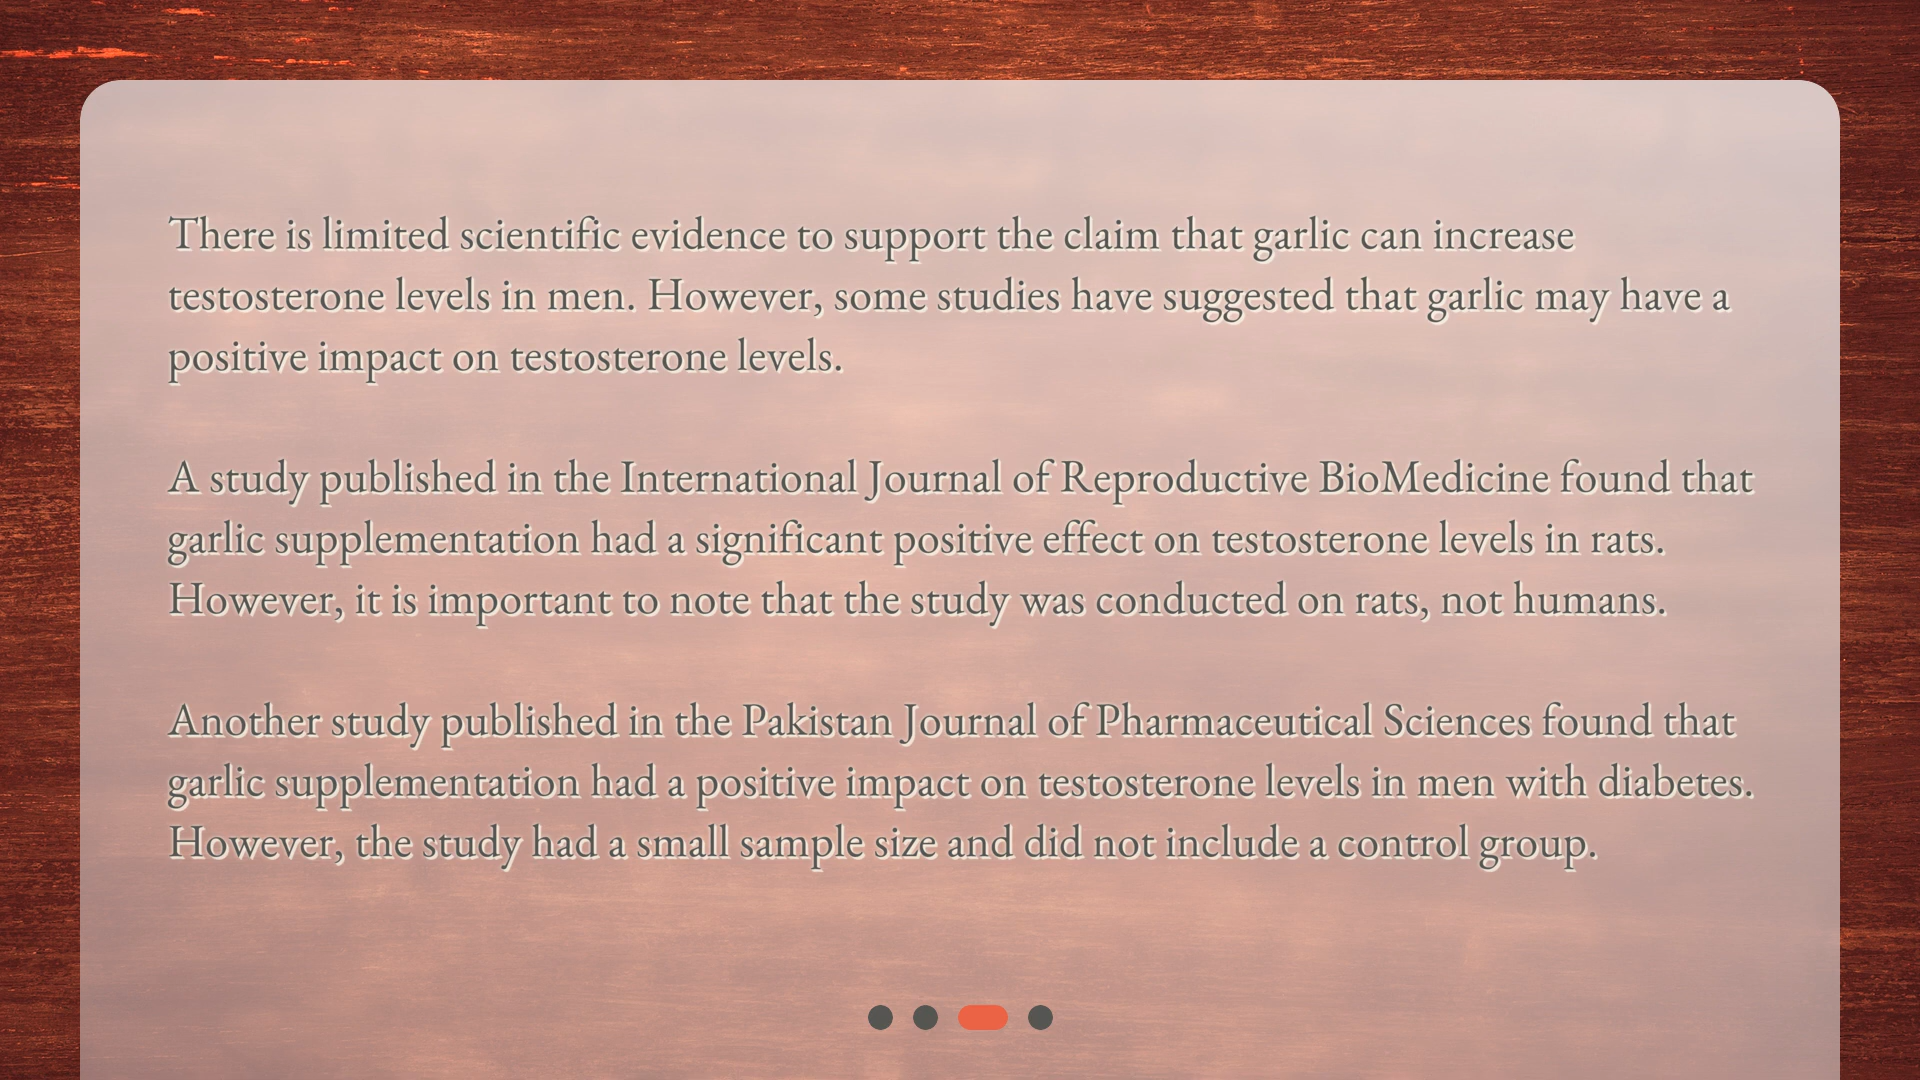 There is limited scientific evidence to support the claim that garlic can increase
testosterone levels in men. However, some studies have suggested that garlic may have a
positive impact on testosterone levels.
A study published in the International Journal of Reproductive BioMedicine found that
garlic supplementation had a significant positive effect on testosterone levels in rats.
However, it is important to note that the study was conducted on rats, not humans.
Another study published in the Pakistan Journal of Pharmaceutical Sciences found that
garlic supplementation had a positive impact on testosterone levels in men with diabetes.
However, the study had a small sample size and did not include a control group.